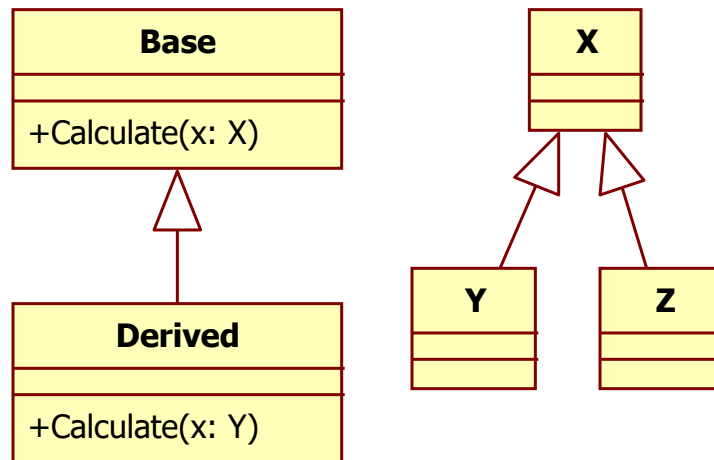 Base
+Calculate(x: X)
X
Derived
+Calculate(x: Y)
Y
Z